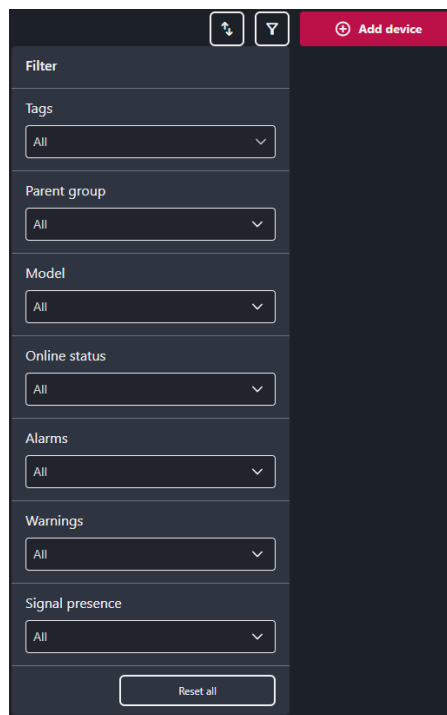 Add device
Filter
Tags
All
Parent group
All
Model
All
Online status
All
Alarms
All
Warnings
All
Signal presence
All
Reset all